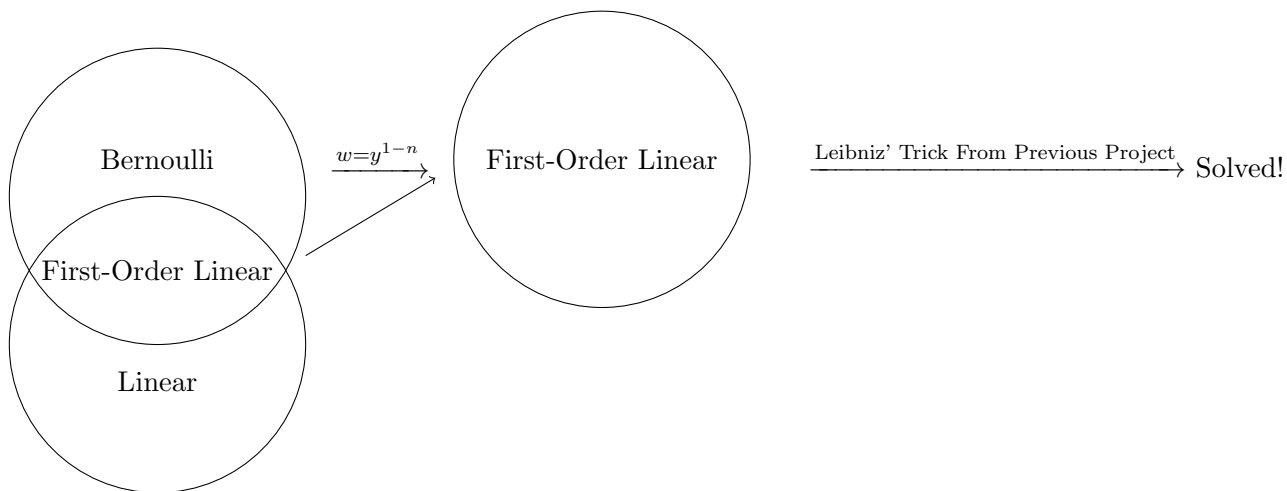 Bernoulli
First-Order Linear
Linear
w=y^{1−n}
First-Order Linear
Leibniz’ Trick From Previous Project
Solved!